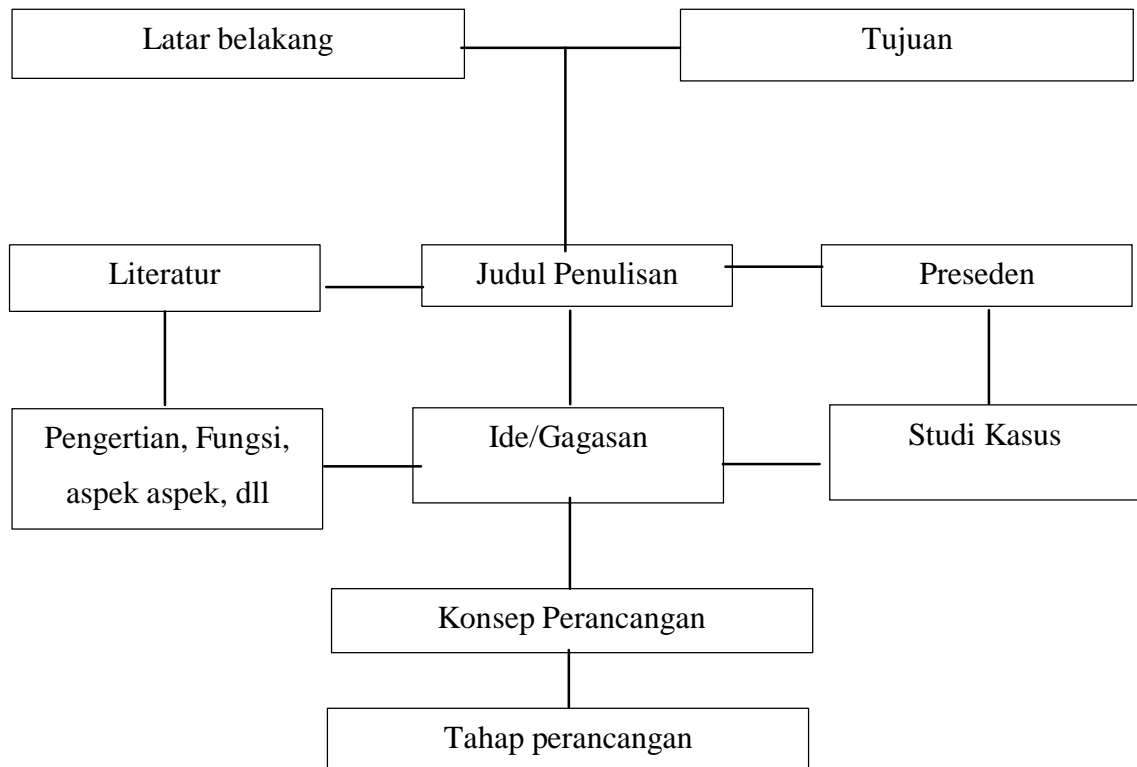 Latar belakang
Tujuan
Literatur
Judul Penulisan
Preseden
Pengertian, Fungsi,
aspek aspek, dll
Ide/Gagasan
Studi Kasus
Konsep Perancangan
Tahap perancangan